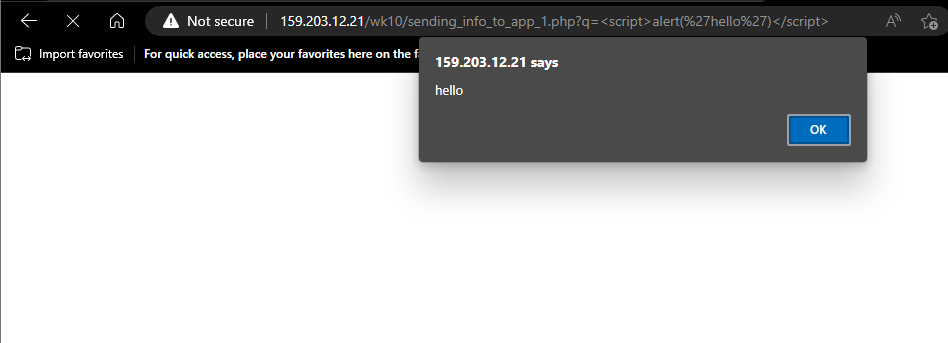 Not secure 159.203.12.21/wk10/sending_info_to_app_1.php?q=<script>alert(%27hello%27)</script>
Import favorites For quick access, place your favorites here on the fa
159.203.12.21 says
hello
OK